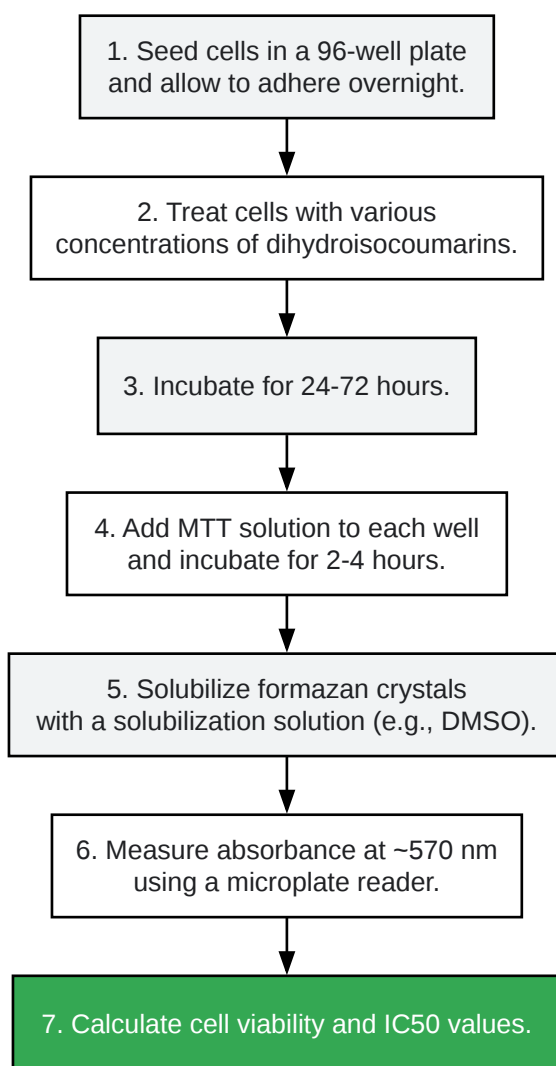 1. Seed cells in a 96-well plate
and allow to adhere overnight.
2. Treat cells with various
concentrations of dihydroisocoumarins.
3. Incubate for 24-72 hours.
4. Add MTT solution to each well
and incubate for 2-4 hours.
5. Solubilize formazan crystals
with a solubilization solution (e.g., DMSO).
6. Measure absorbance at ~570 nm
using a microplate reader.
7. Calculate cell viability and IC50 values.